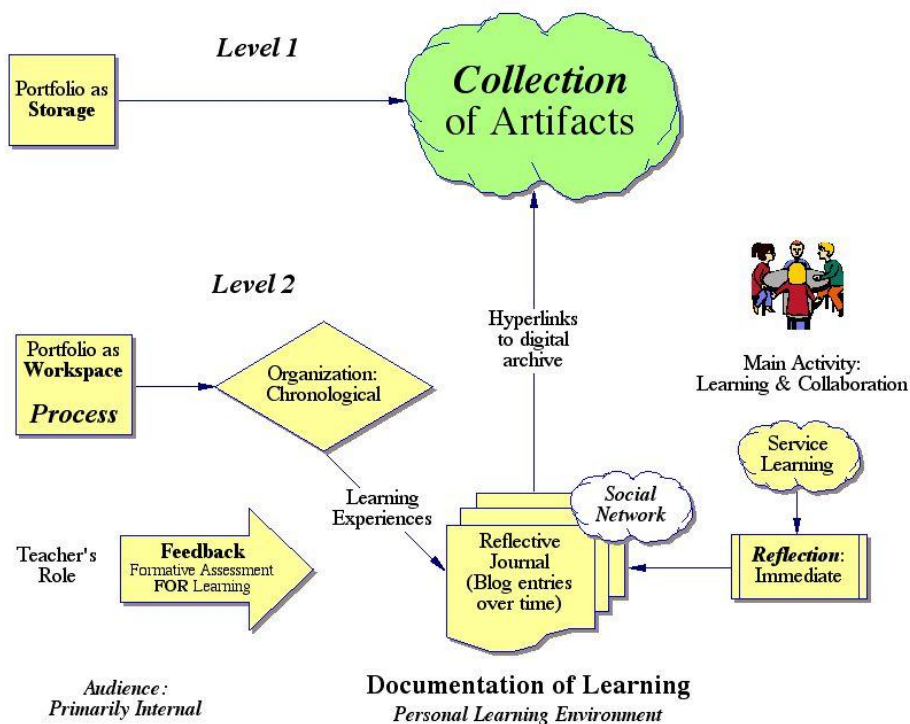 Level 1
Portfolio as
Storage
Collection
of Artifacts
Level 2
Portfolio as
Workspace
Process
Organization:
Chronological
Hyperlinks
to digital
archive
Main Activity:
Learning & Collaboration
Service
Learning
Learning
Experiences
Social
Network
Teacher's
Role
Feedback
Formative Assessment
FOR Learning
Reflective
Journal
(Blog entries
over time)
Reflection:
Immediate
Audience:
Primarily Internal
Documentation of Learning
Personal Learning Environment